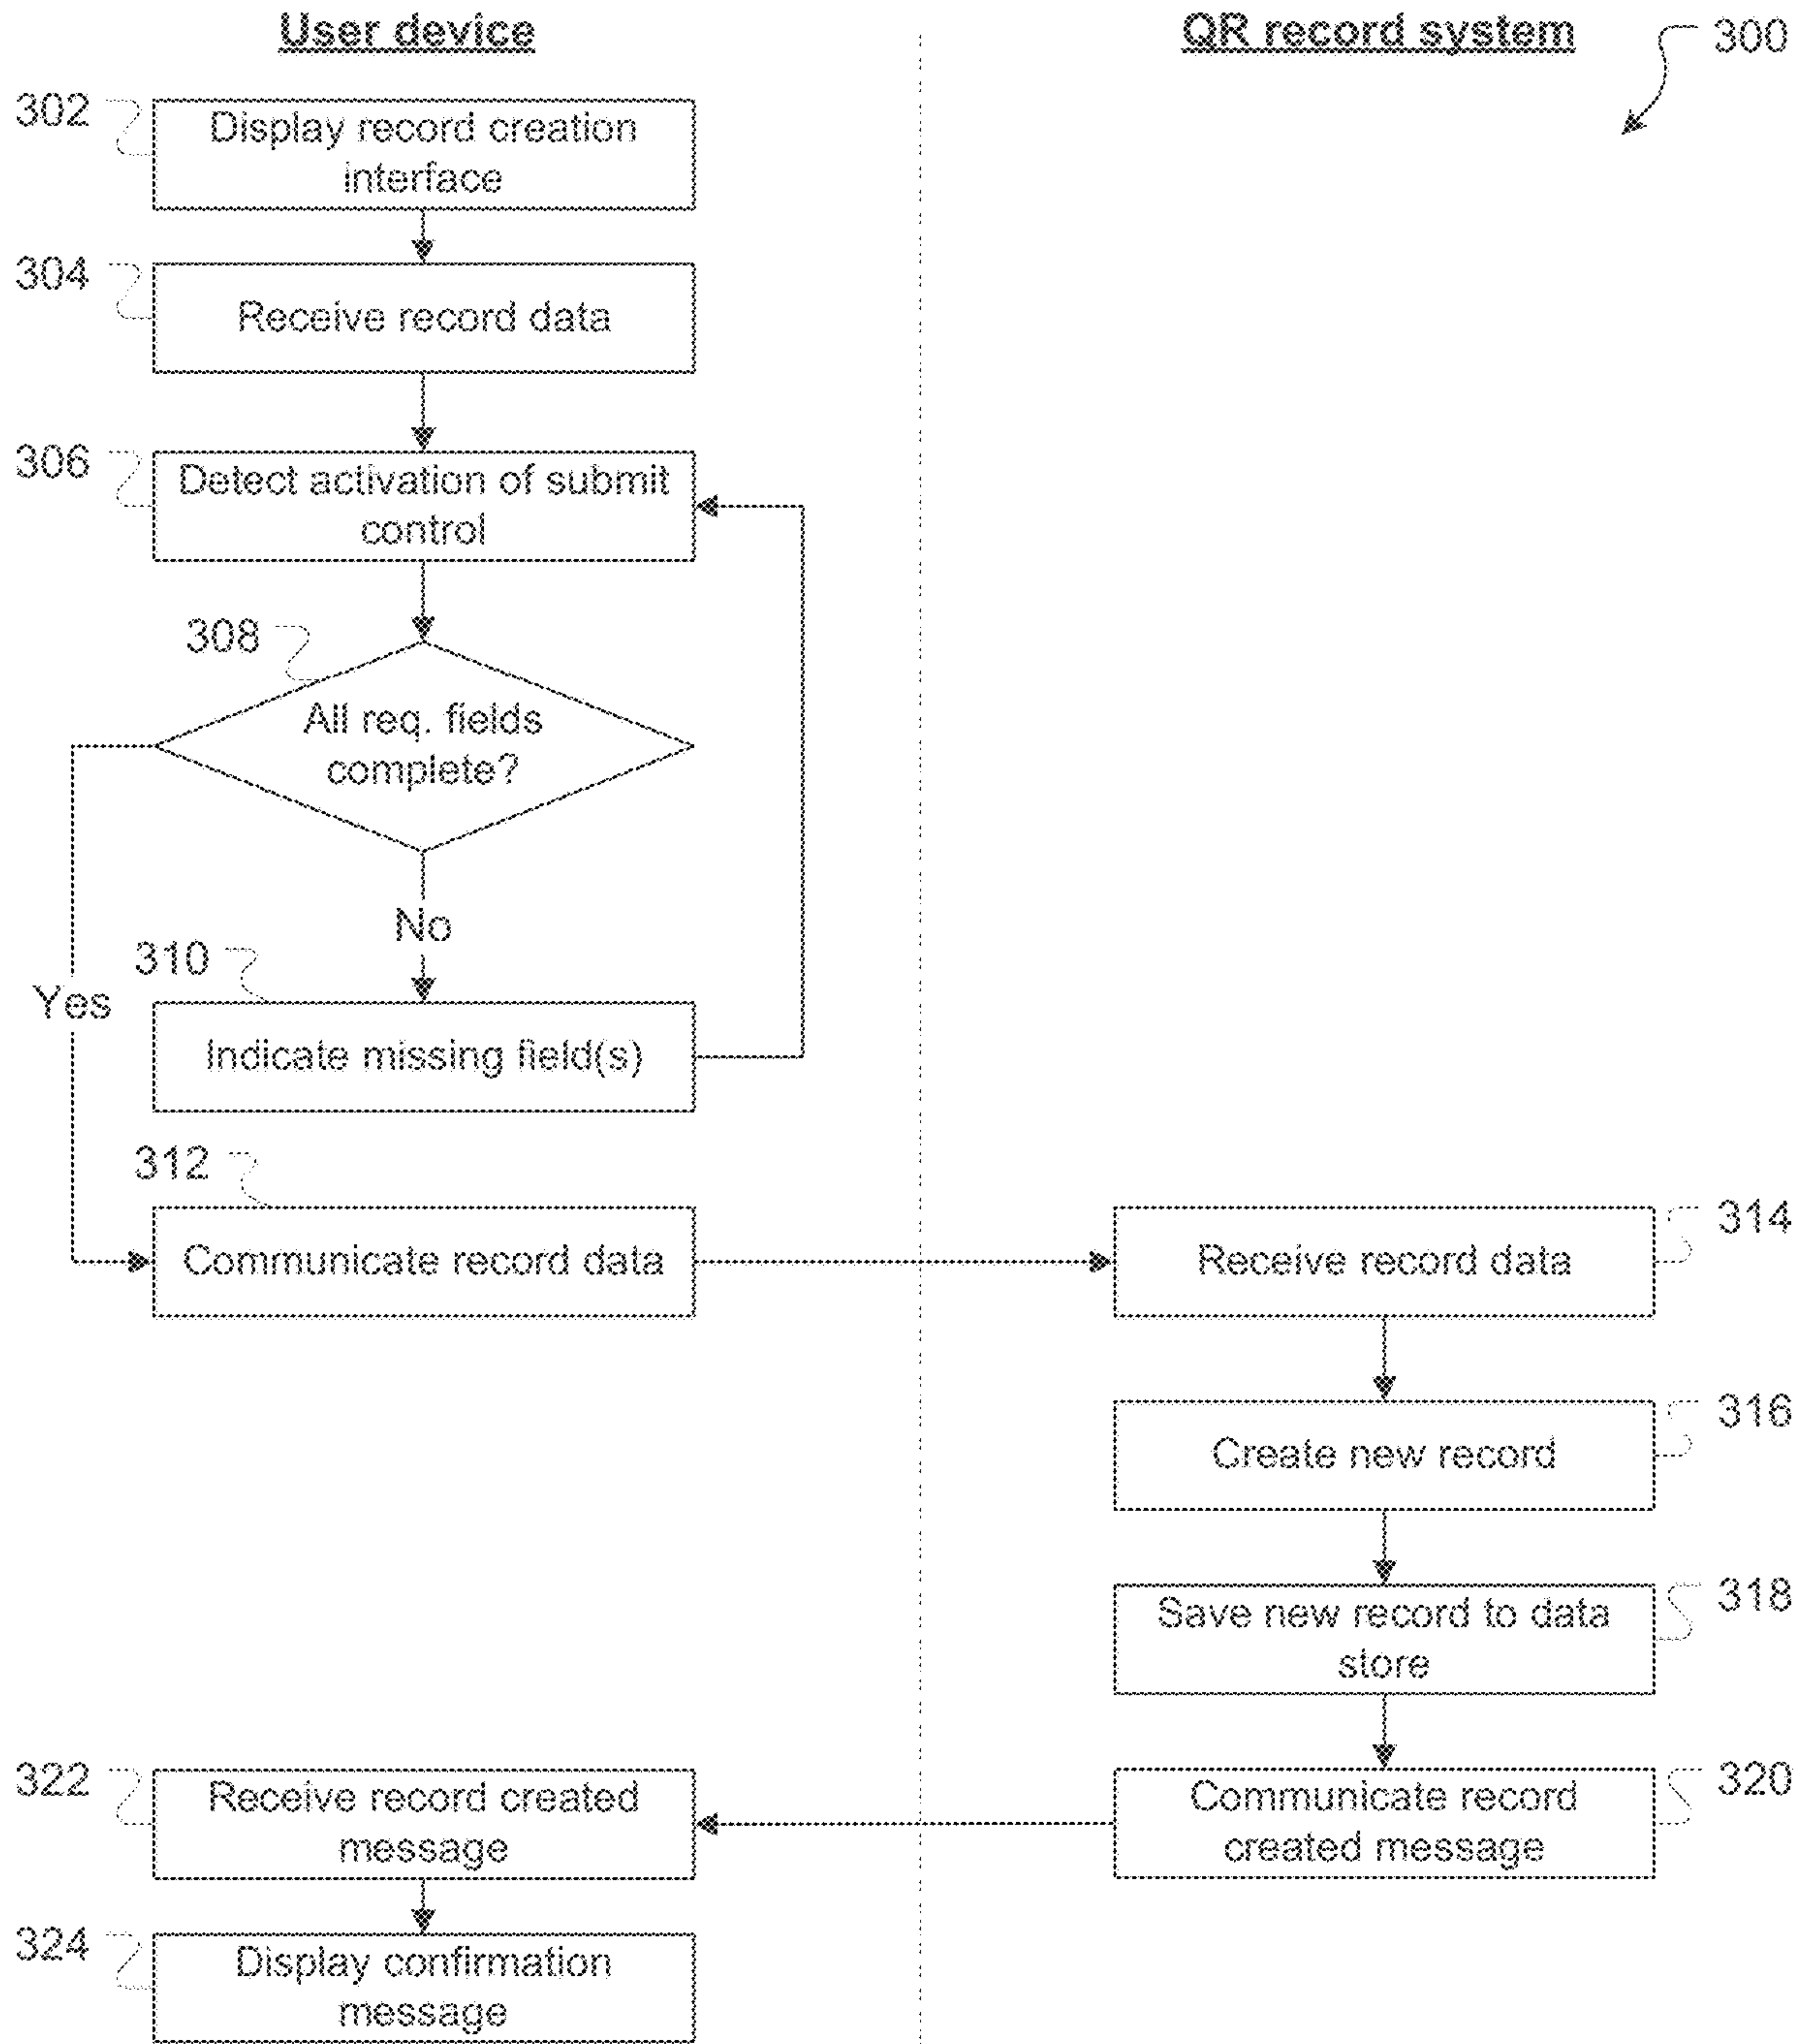 User device
QR record system
300
302
Display record creation
interface
304
Receive record data
306
Detect activation of submit
control
308
All req. fields
complete?
No
Yes
310
Indicate missing field(s)
312
Communicate record data
314
Receive record data
316
Create new record
318
Save new record to data
store
320
Communicate record
created message
322
Receive record created
message
324
Display confirmation
message